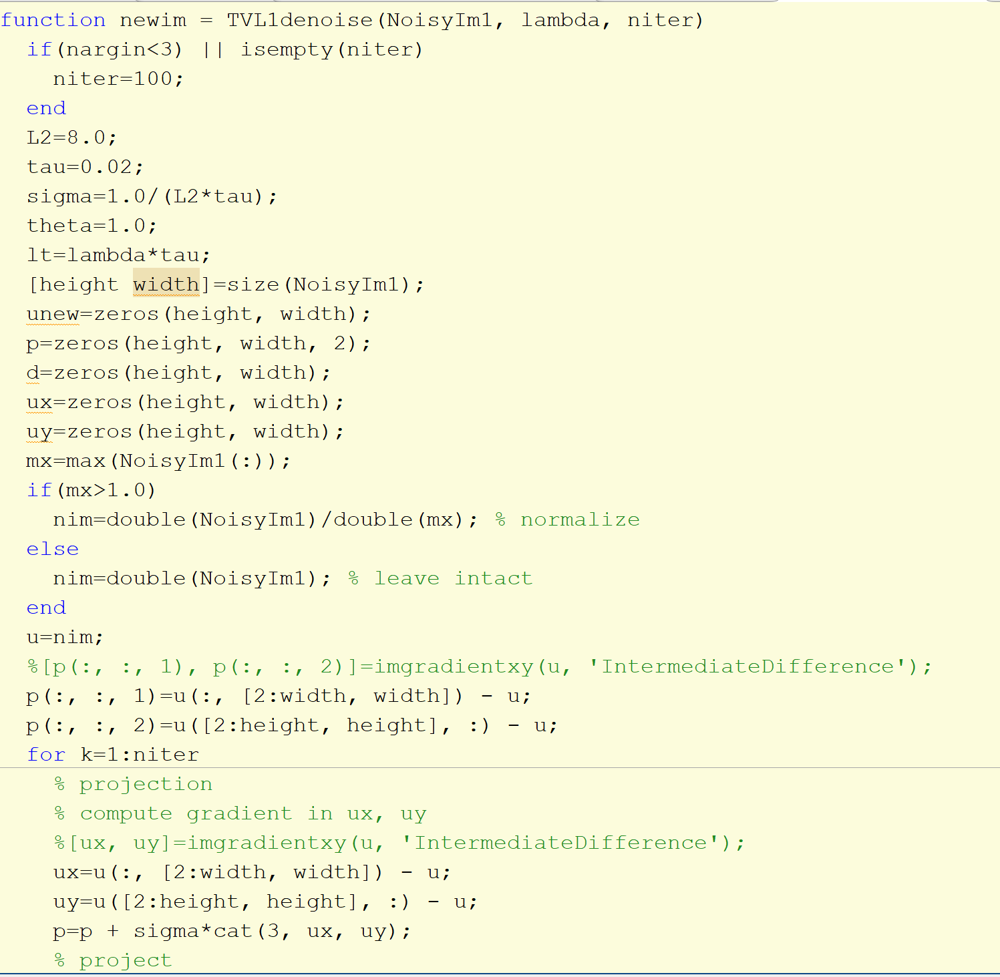 function newim = TVL1denoise(NoisyIm1, lambda, niter)
  if(nargin<3) || isempty(niter)
    niter=100;
  end
  L2=8.0;
  tau=0.02;
  sigma=1.0/(L2*tau);
  theta=1.0;
  lt=lambda*tau;
  [height width]=size(NoisyIm1);
  unew=zeros(height, width);
  p=zeros(height, width, 2);
  d=zeros(height, width);
  ux=zeros(height, width);
  uy=zeros(height, width);
  mx=max(NoisyIm1(:));
  if(mx>1.0)
    nim=double(NoisyIm1)/double(mx); % normalize
  else
    nim=double(NoisyIm1); % leave intact
  end
  u=nim;
  %[p(:, :, 1), p(:, :, 2)]=imgradientxy(u, 'IntermediateDifference');
  p(:, :, 1)=u(:, [2:width, width]) - u;
  p(:, :, 2)=u([2:height, height], :) - u;
  for k=1:niter
    % projection
    % compute gradient in ux, uy
    %[ux, uy]=imgradientxy(u, 'IntermediateDifference');
    ux=u(:, [2:width, width]) - u;
    uy=u([2:height, height], :) - u;
    p=p + sigma*cat(3, ux, uy);
    % project